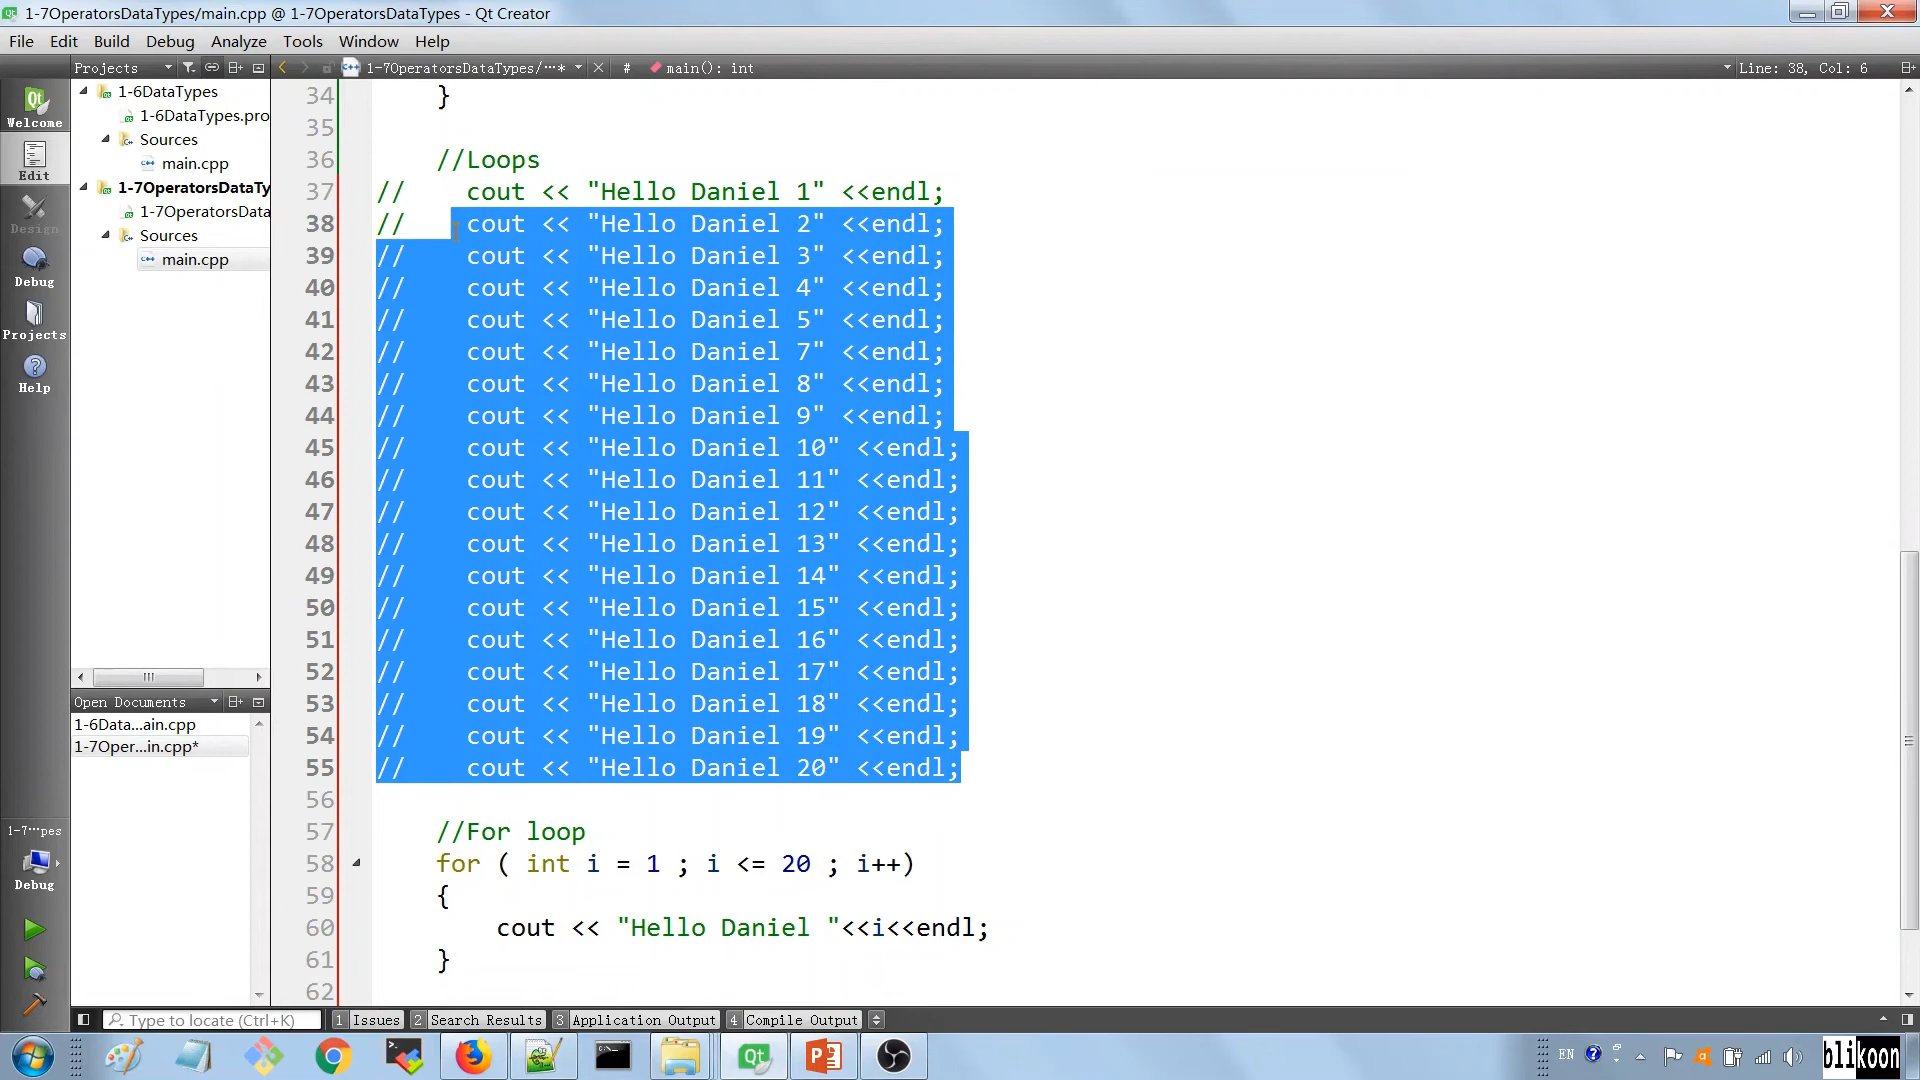 1-7OperatorsDataTypes/main.cpp @ 1-7OperatorsDataTypes - Qt Creator
File Edit Build Debug Analyze Tools Window Help
Projects
1-7OperatorsDataTypes/···* # main(): int Line: 38, Col: 6
Welcome
Edit
Design
Debug
Projects
Help
1-6DataTypes
1-6DataTypes.pro
Sources
main.cpp
1-7OperatorsDataTy
1-7OperatorsData
Sources
main.cpp
Open Documents
1-6Data...ain.cpp
1-7Oper...in.cpp*
1-7···pes
Debug
34 }
35
36 //Loops
37 // cout << "Hello Daniel 1" <<endl;
38 // cout << "Hello Daniel 2" <<endl;
39 // cout << "Hello Daniel 3" <<endl;
40 // cout << "Hello Daniel 4" <<endl;
41 // cout << "Hello Daniel 5" <<endl;
42 // cout << "Hello Daniel 7" <<endl;
43 // cout << "Hello Daniel 8" <<endl;
44 // cout << "Hello Daniel 9" <<endl;
45 // cout << "Hello Daniel 10" <<endl;
46 // cout << "Hello Daniel 11" <<endl;
47 // cout << "Hello Daniel 12" <<endl;
48 // cout << "Hello Daniel 13" <<endl;
49 // cout << "Hello Daniel 14" <<endl;
50 // cout << "Hello Daniel 15" <<endl;
51 // cout << "Hello Daniel 16" <<endl;
52 // cout << "Hello Daniel 17" <<endl;
53 // cout << "Hello Daniel 18" <<endl;
54 // cout << "Hello Daniel 19" <<endl;
55 // cout << "Hello Daniel 20" <<endl;
56
57 //For loop
58 for ( int i = 1 ; i <= 20 ; i++)
59 {
60 cout << "Hello Daniel "<<i<<endl;
61 }
62
Type to locate (Ctrl+K) 1 Issues 2 Search Results 3 Application Output 4 Compile Output
EN
blikoon